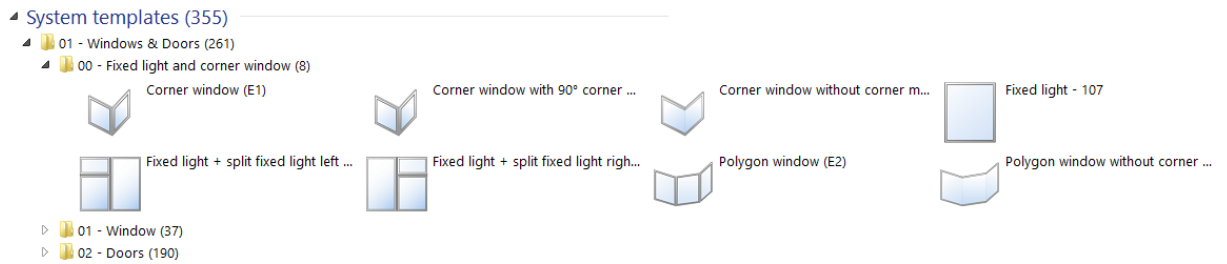 System templates (355)
01 - Windows & Doors (261)
00 - Fixed light and corner window (8)
Corner window (E1)
Corner window with 90° corner ...
Corner window without corner m...
Fixed light - 107
Fixed light + split fixed light left ...
Fixed light + split fixed light righ...
Polygon window (E2)
Polygon window without corner ...
01 - Window (37)
02 - Doors (190)